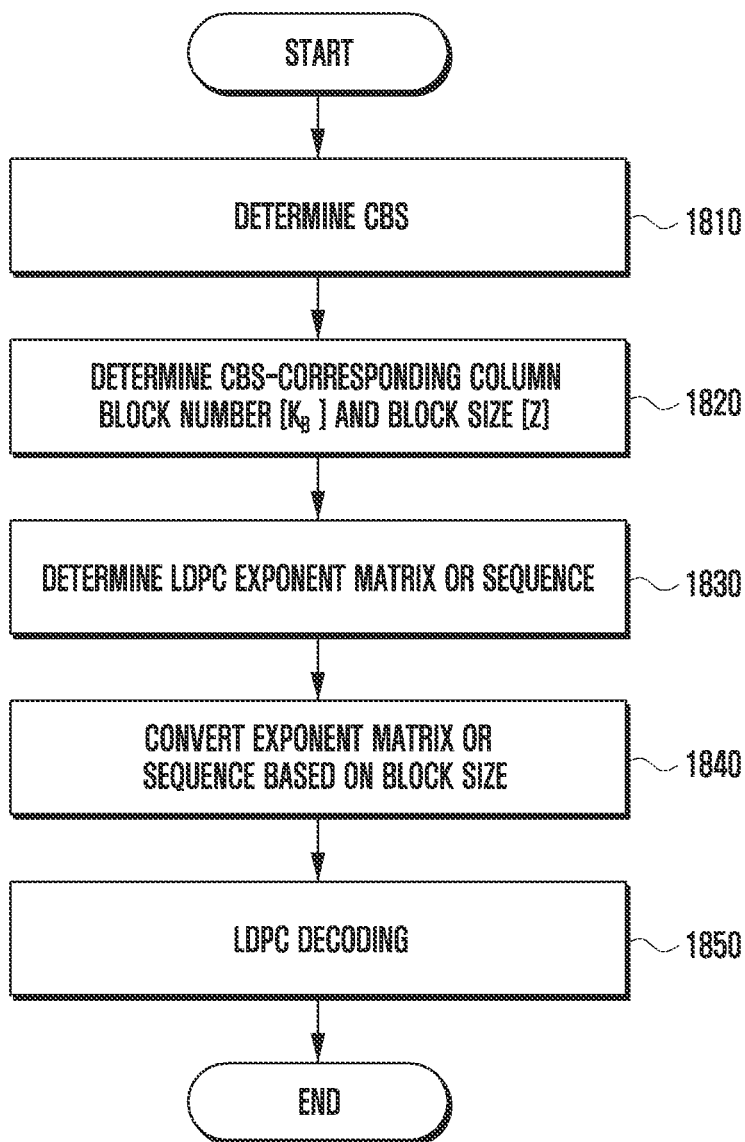 START
DETERMINE CBS
1810
DETERMINE CBS-CORRESPONDING COLUMN
BLOCK NUMBER [KB ] AND BLOCK SIZE [Z]
1820
DETERMINE LDPC EXPONENT MATRIX OR SEQUENCE
1830
CONVERT EXPONENT MATRIX OR
SEQUENCE BASED ON BLOCK SIZE
1840
LDPC DECODING
1850
END